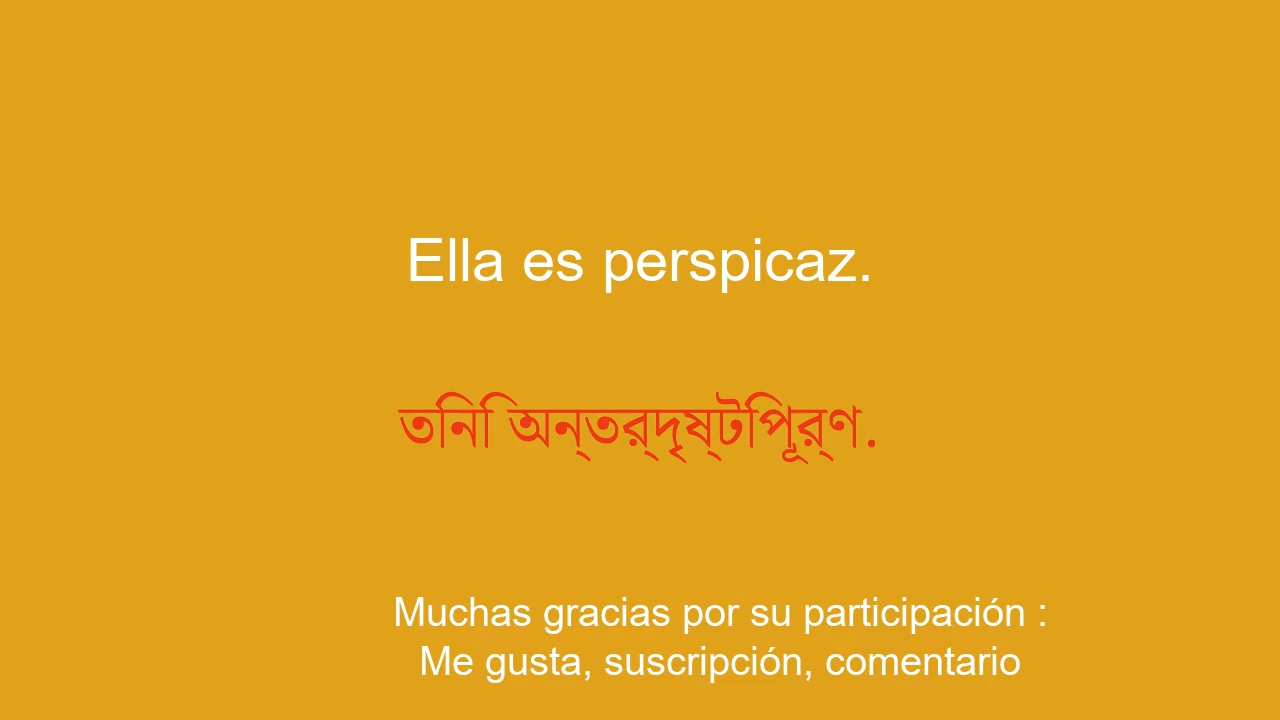 Ella es perspicaz.
তিনি অন্তর্দৃষ্টিপূর্ণ.
Muchas gracias por su participación :
Me gusta, suscripción, comentario